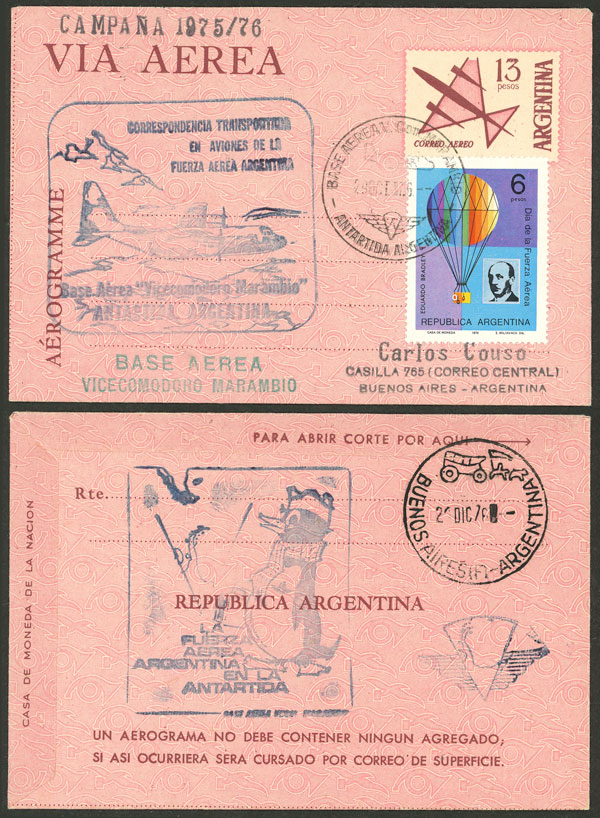 CAMPAÑA 1975/76
VIA AEREA
AÉROGRAMME
CORRESPONDENCIA TRANSPORTADA
EN AVIONES DE LA
FUERZA AEREA ARGENTINA
Base Aérea "Vicecomodoro Marambio"
ANTARTIDA ARGENTINA
BASE AEREA
VICECOMODORO MARAMBIO
BASE AEREA
ANTARTIDA ARGENTINA
13
pesos
ARGENTINA
CORREO AEREO
6
pesos
Dia de la Fuerza Aérea
EDUARDO BRADLEY
REPUBLICA ARGENTINA
CASA DE MONEDA
Carlos Couso
CASILLA 765 (CORREO CENTRAL)
BUENOS AIRES - ARGENTINA
PARA ABRIR CORTE POR AQUI
Rte.
BUENOS AIRES (F) - ARGENTINA
DIC
REPUBLICA ARGENTINA
LA
FUERZA
AEREA
ARGENTINA
EN LA
ANTARTIDA
CASA DE MONEDA DE LA NACION
UN AEROGRAMA NO DEBE CONTENER NINGUN AGREGADO;
SI ASI OCURRIERA SERA CURSADO POR CORREO DE SUPERFICIE.